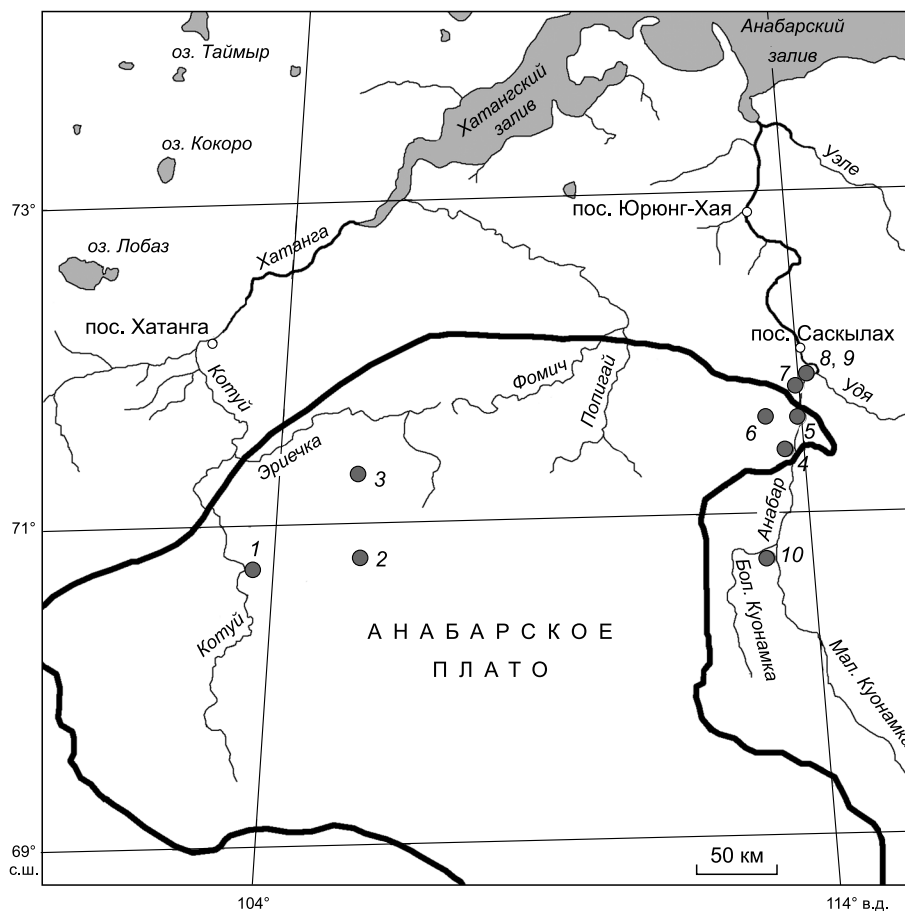 оз. Таймыр
Анабарский
залив
Хатангский
залив
оз. Кокоро
Уэле
73°
пос. Юрюнг-Хая
оз. Лобаз
Хатанга
пос. Хатанга
пос. Саскылах
8, 9
7
Удя
Котуй
Фомич
Попигай
6
5
Эриечка
4
3
71°
Анабар
1
2
10
Бол. Куонамка
Котуй
АНАБАРСКОЕ
ПЛАТО
Мал. Куонамка
69°
с.ш.
50 км
104°
114° в.д.